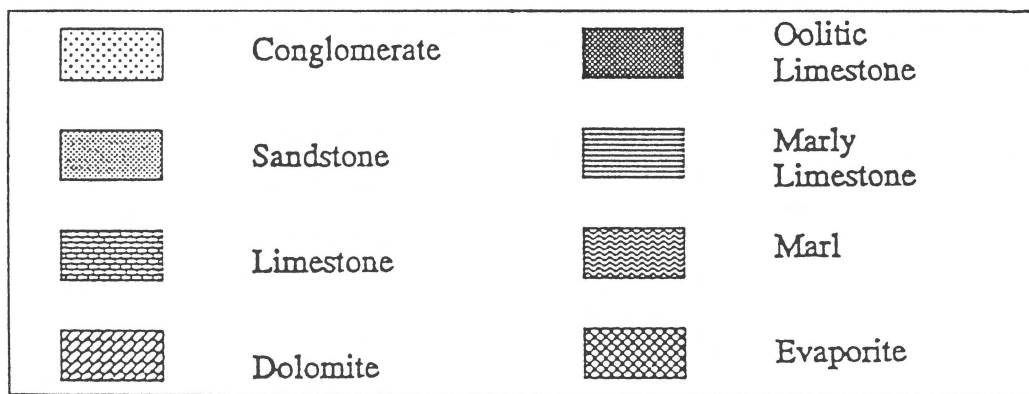 Conglomerate
Sandstone
Limestone
Dolomite
Oolitic
Limestone
Marly
Limestone
Marl
Evaporite